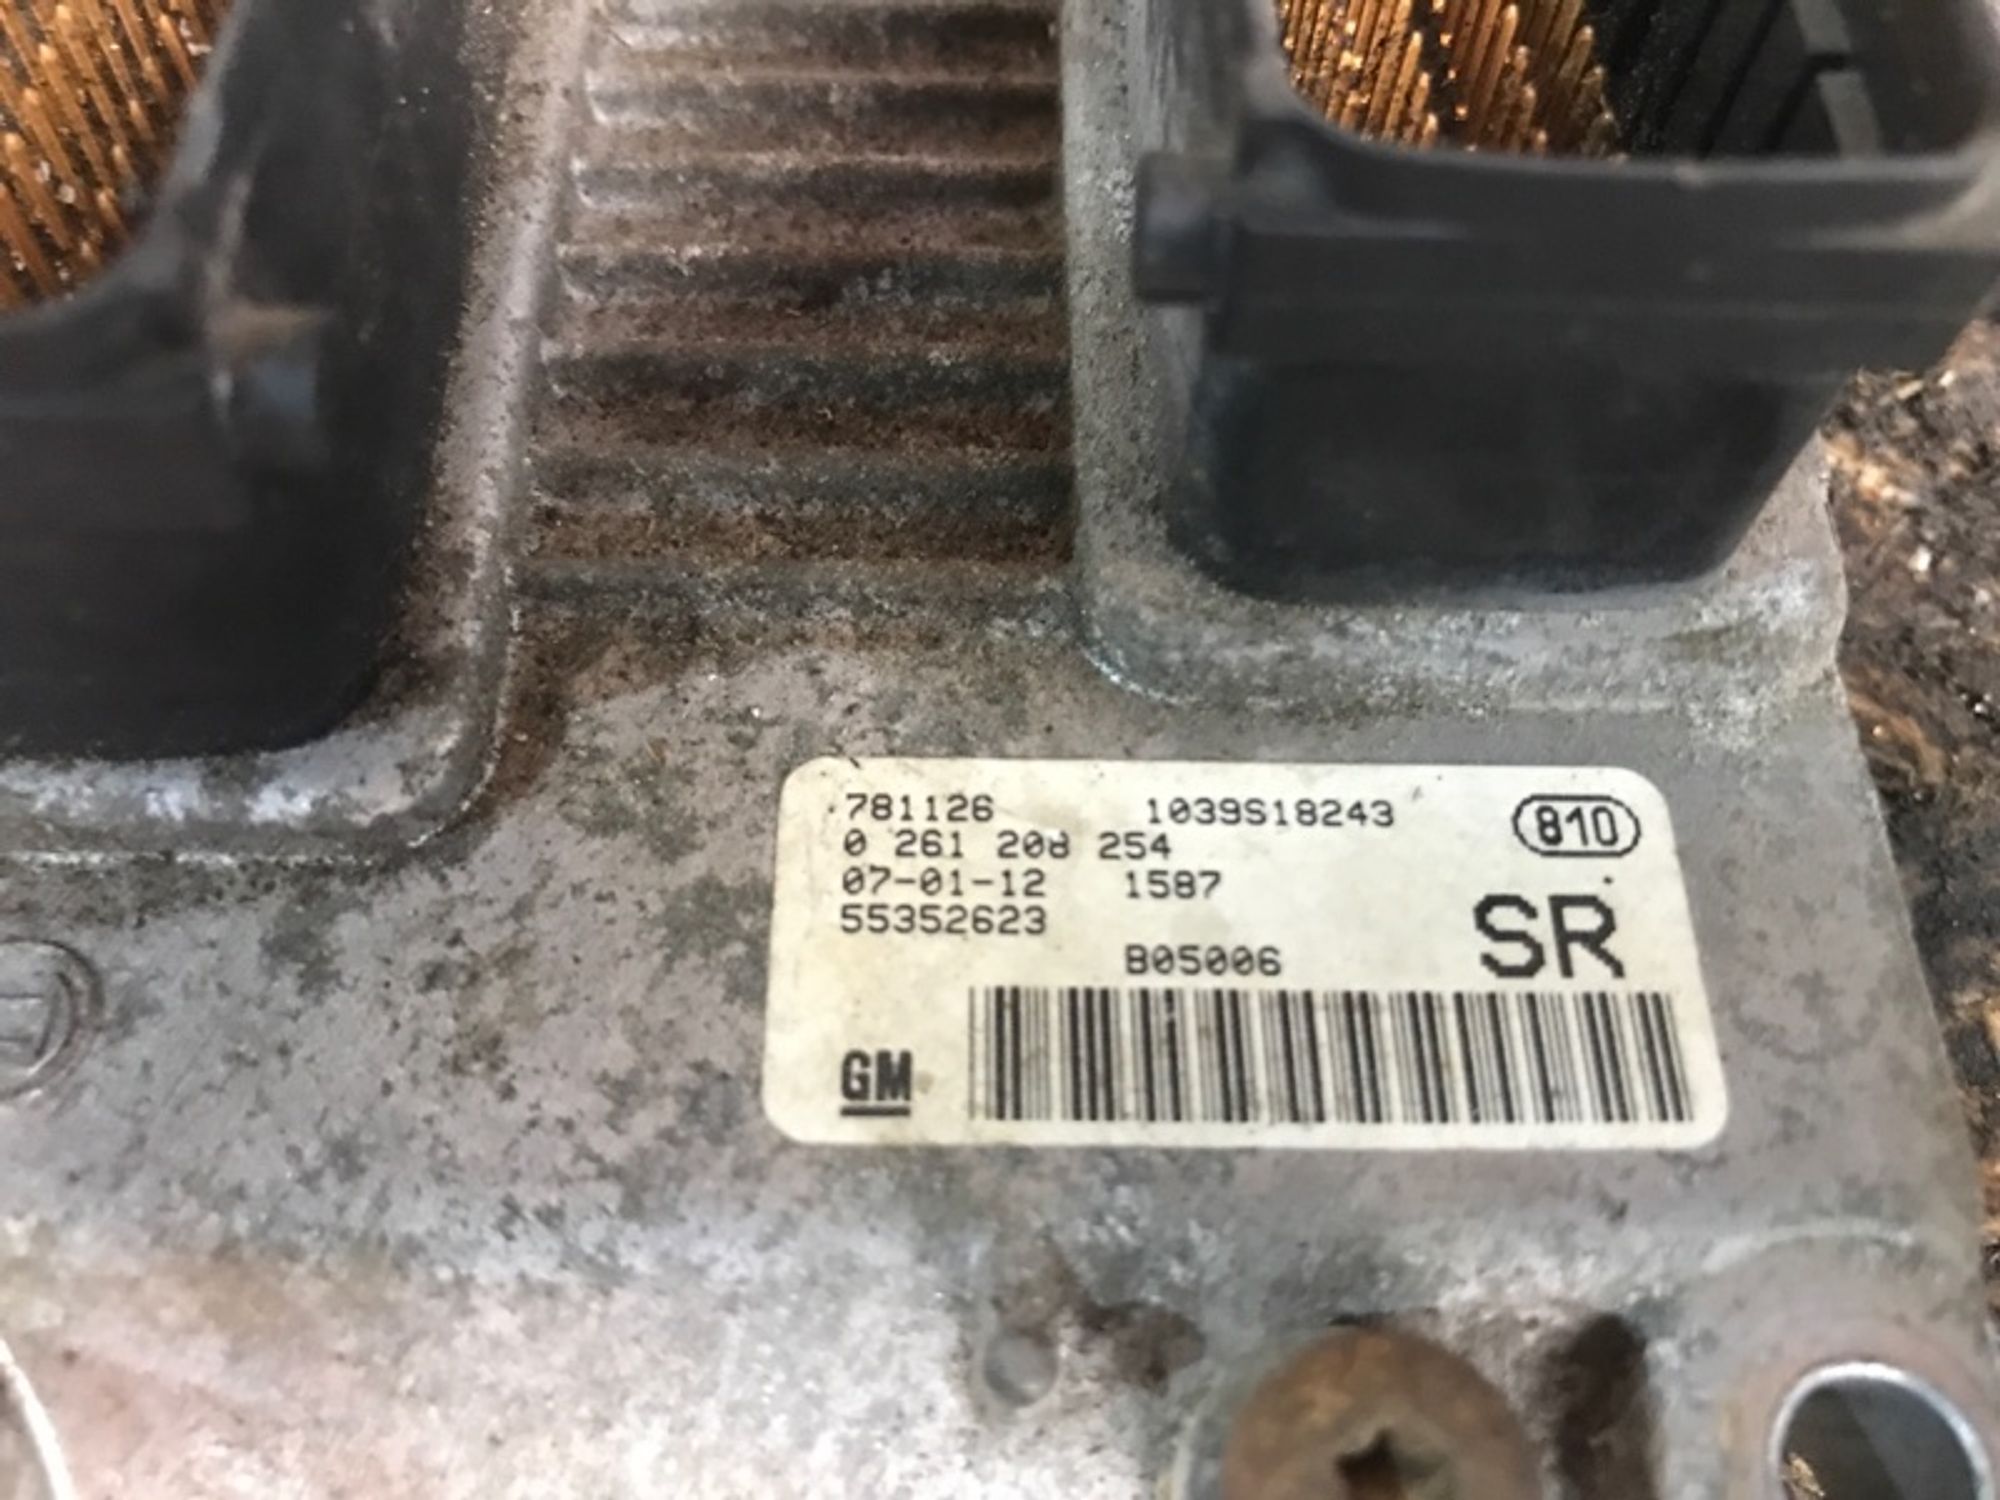 781126 1039S18243 810
0 261 208 254
07-01-12 1587
55352623 SR
B05006
GM